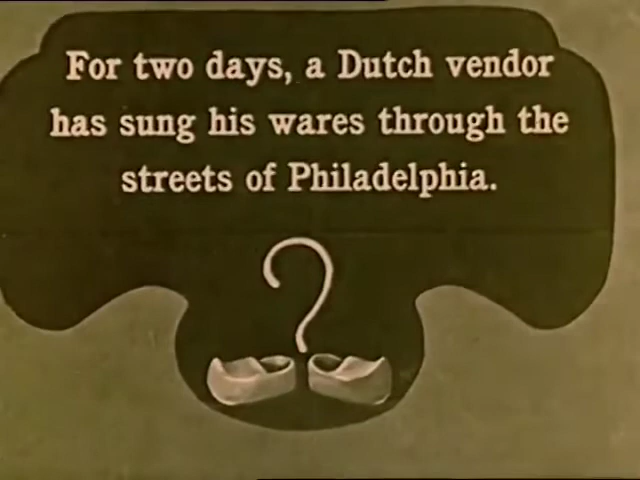 For two days, a Dutch vendor
has sung his wares through the
streets of Philadelphia.
?